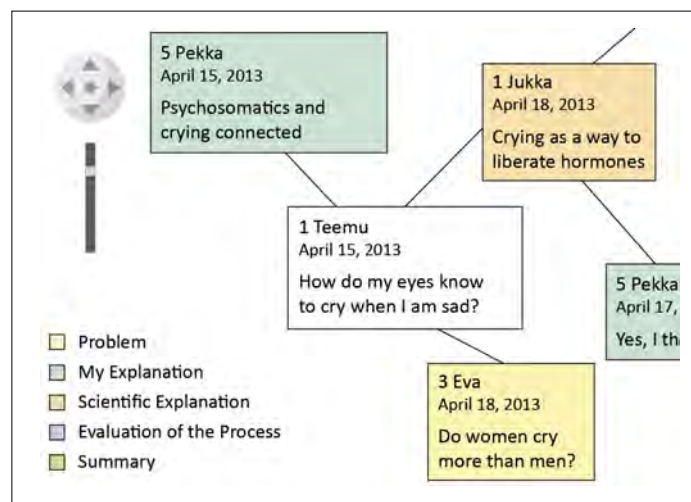 5 Pekka
April 15, 2013
Psychosomatics and
crying connected
1 Jukka
April 18, 2013
Crying as a way to
liberate hormones
1 Teemu
April 15, 2013
How do my eyes know
to cry when I am sad?
5 Pekka
April 17,
Yes, I
3 Eva
April 18, 2013
Do women cry
more than men?
Problem
My Explanation
Scientific Explanation
Evaluation of the Process
Summary